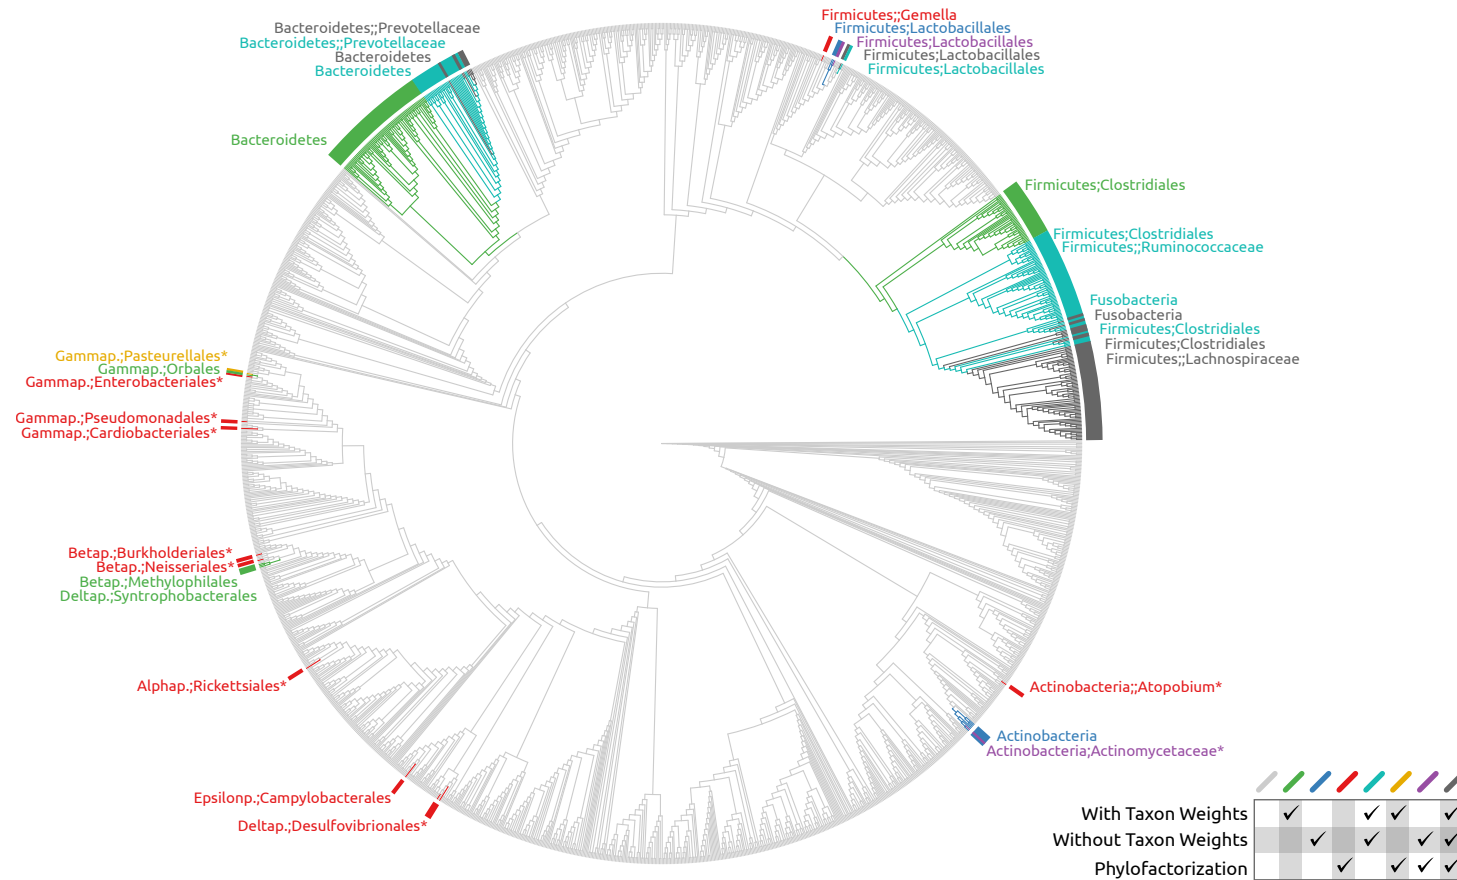 Firmicutes;;Gemella
Firmicutes;Lactobacillales
Firmicutes;Lactobacillales
Firmicutes;Lactobacillales
Firmicutes;Lactobacillales
Bacteroidetes;;Prevotellaceae
Bacteroidetes;;Prevotellaceae
Bacteroidetes
Bacteroidetes
Bacteroidetes
Firmicutes;Clostridiales
Firmicutes;Clostridiales
Firmicutes;;Ruminococcaceae
Fusobacteria
Fusobacteria
Firmicutes;Clostridiales
Firmicutes;Clostridiales
Firmicutes;;Lachnospiraceae
Gammap.;Pasteurellales*
Gammap.;Orbales
Gammap.;Enterobacteriales*
Gammap.;Pseudomonadales*
Gammap.;Cardiobacteriales*
Betap.;Burkholderiales*
Betap.;Neisseriales*
Betap.;Methylophilales
Deltap.;Syntrophobacterales
Alphap.;Rickettsiales*
Actinobacteria;;Atopobium*
Actinobacteria
Actinobacteria;Actinomycetaceae*
Epsilonp.;Campylobacterales
Deltap.;Desulfovibrionales*
With Taxon Weights
Without Taxon Weights
Phylofactorization